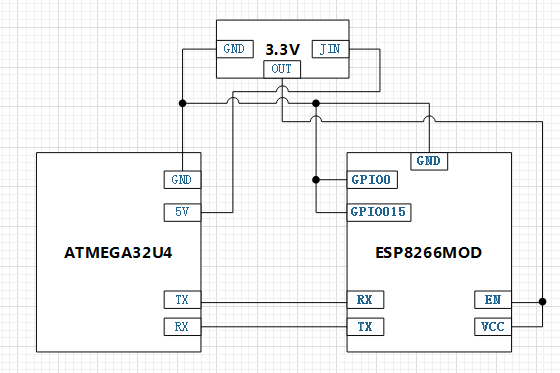 GND
3.3V
JIN
OUT
GND
GND
GPIO0
5V
GPIO015
ATMEGA32U4
ESP8266MOD
TX
RX
EN
RX
TX
VCC